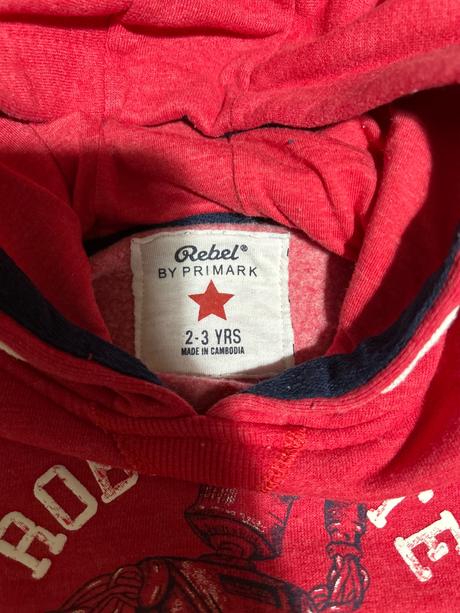 Rebel®
BY PRIMARK
2-3 YRS
MADE IN CAMBODIA